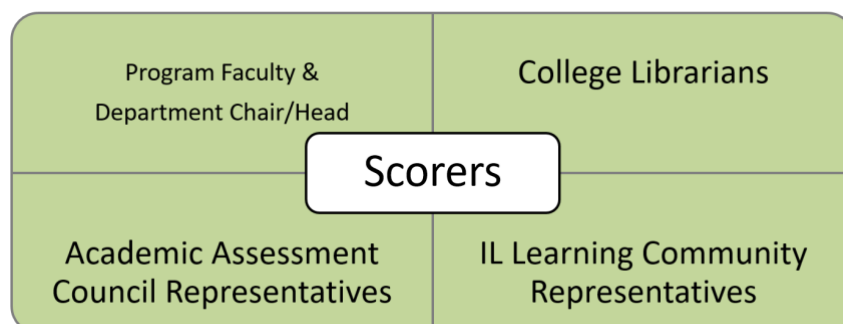 Program Faculty &
Department Chair/Head
College Librarians
Scorers
Academic Assessment
Council Representatives
IL Learning Community
Representatives